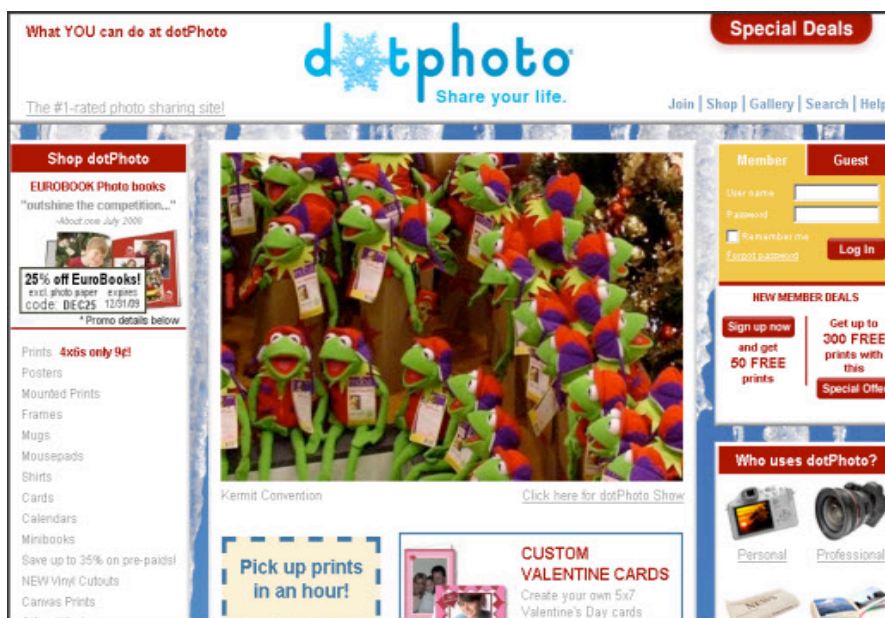 What YOU can do at dotPhoto
The #1-rated photo sharing site!
dotphoto
Share your life.
Special Deals
Join | Shop | Gallery | Search | Help
Shop dotPhoto
EUROBOOK Photo books
"outshine the competition..."
-About.com July 2008
25% off EuroBooks!
excl. photo paper expires
code: DEC25 12/31/09
* Promo details below
Prints 4x6s only 9¢!
Posters
Mounted Prints
Frames
Mugs
Mousepads
Shirts
Cards
Calendars
Minibooks
Save up to 35% on pre-paids!
NEW Vinyl Cutouts
Canvas Prints
Kermit Convention
Click here for dotPhoto Show
Pick up prints
in an hour!
CUSTOM
VALENTINE CARDS
Create your own 5x7
Valentine's Day cards
Member
Guest
User name
Password
Remember me
Forgot password
Log In
NEW MEMBER DEALS
Sign up now
and get
50 FREE
prints
Get up to
300 FREE
prints with
this
Special Offer
Who uses dotPhoto?
Personal
Professional
NEWS